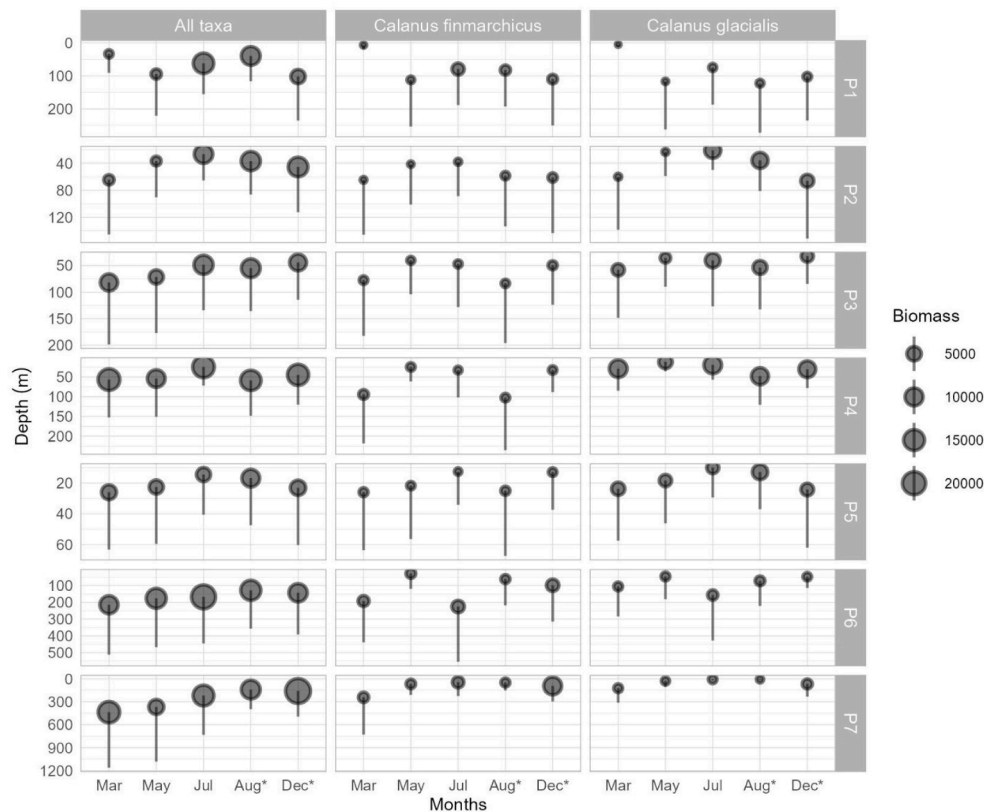 All taxa Calanus finmarchicus Calanus glacialis
0
100
200
P1
40
80
120
P2
50
100
150
200
P3
50
100
150
200
P4
20
40
60
P5
100
200
300
400
500
P6
0
300
600
900
1200
P7
Depth (m)
Mar May Jul Aug* Dec* Mar May Jul Aug* Dec* Mar May Jul Aug* Dec*
Months
Biomass
5000
10000
15000
20000